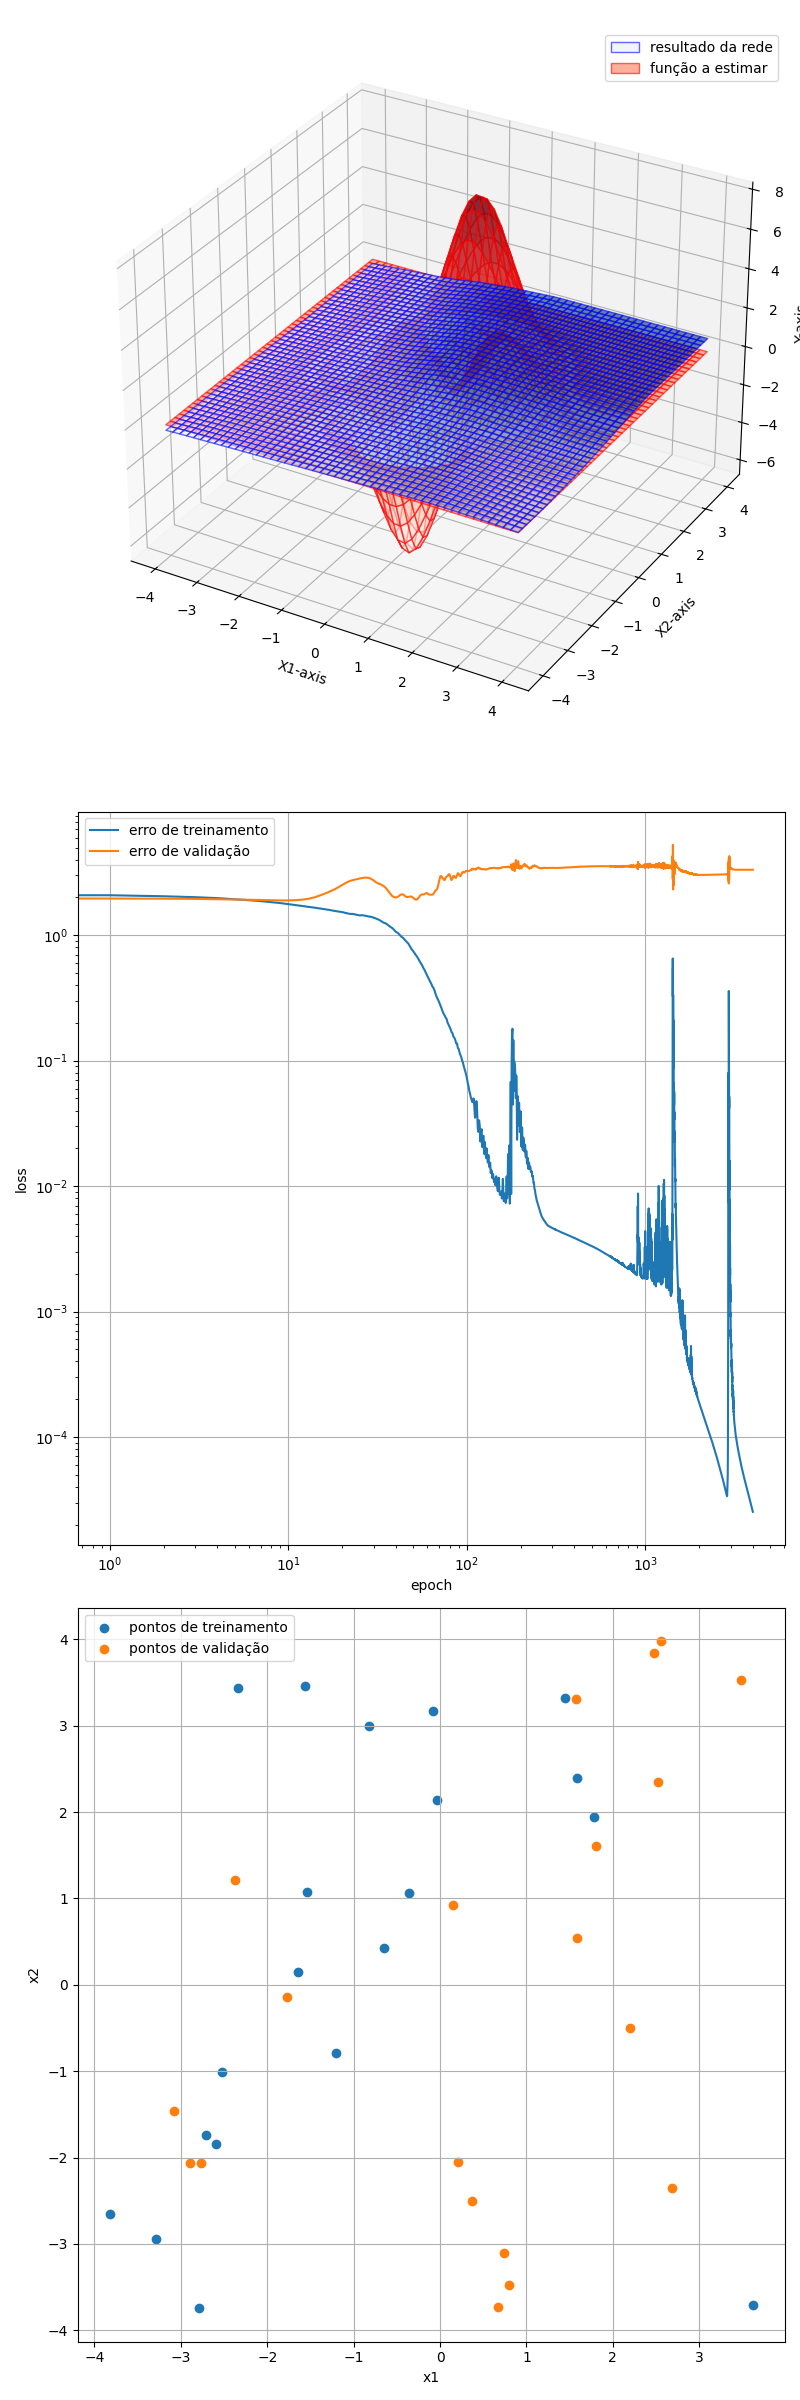 resultado da rede
função a estimar
8
6
4
2
0
−2
−4
−6
−4
−3
−2
−1
0
1
2
3
4
X1-axis
4
3
2
1
0
−1
−2
−3
−4
X2-axis
erro de treinamento
erro de validação
10^0
10^−1
10^−2
10^−3
10^−4
loss
10^0 10^1 10^2 10^3
epoch
pontos de treinamento
pontos de validação
4
3
2
1
0
−1
−2
−3
−4
x2
−4 −3 −2 −1 0 1 2 3
x1